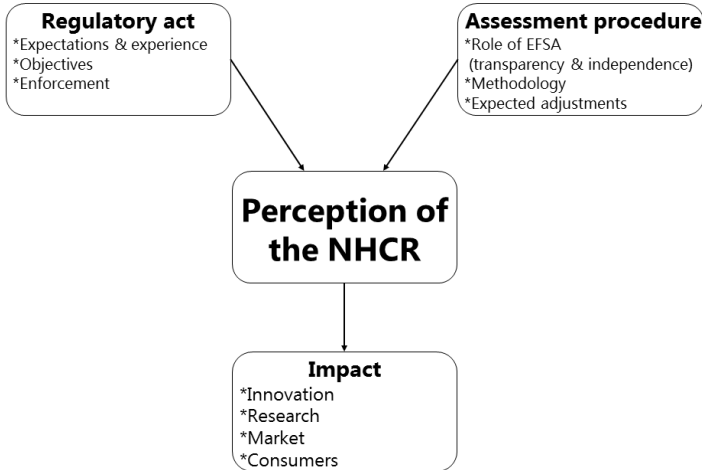 Regulatory act
*Expectations & experience
*Objectives
*Enforcement
Assessment procedure
*Role of EFSA
(transparency & independence)
*Methodology
*Expected adjustments
Perception of
the NHCR
Impact
*Innovation
*Research
*Market
*Consumers